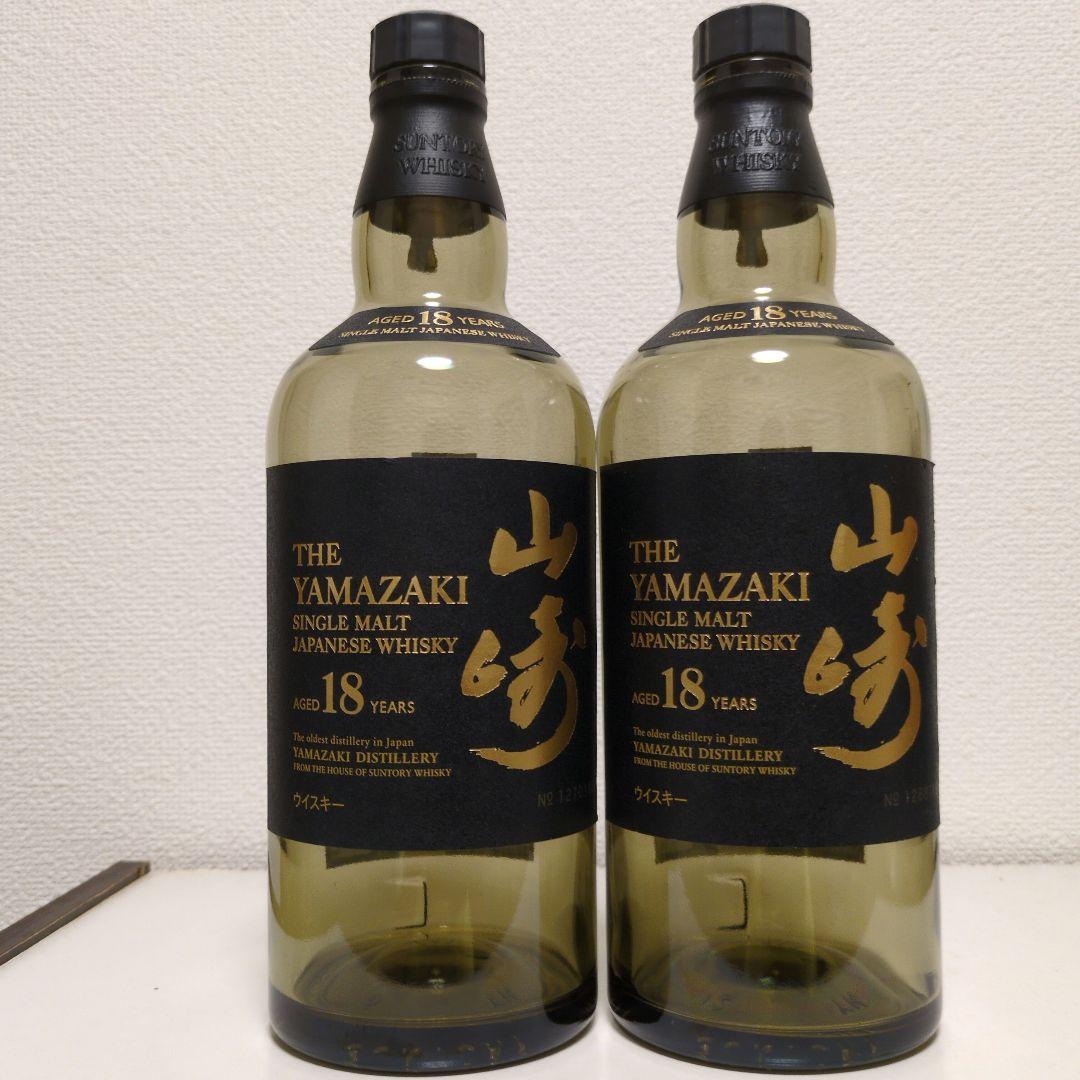 SUNTORY
WHISKY
AGED 18 YEARS
SINGLE MALT JAPANESE WHISKY
THE
YAMAZAKI
SINGLE MALT
JAPANESE WHISKY
AGED 18 YEARS
The oldest distillery in Japan
YAMAZAKI DISTILLERY
FROM THE HOUSE OF SUNTORY WHISKY
ウイスキー
山崎
SUNTORY
WHISKY
AGED 18 YEARS
SINGLE MALT JAPANESE WHISKY
THE
YAMAZAKI
SINGLE MALT
JAPANESE WHISKY
AGED 18 YEARS
The oldest distillery in Japan
YAMAZAKI DISTILLERY
FROM THE HOUSE OF SUNTORY WHISKY
ウイスキー
山崎